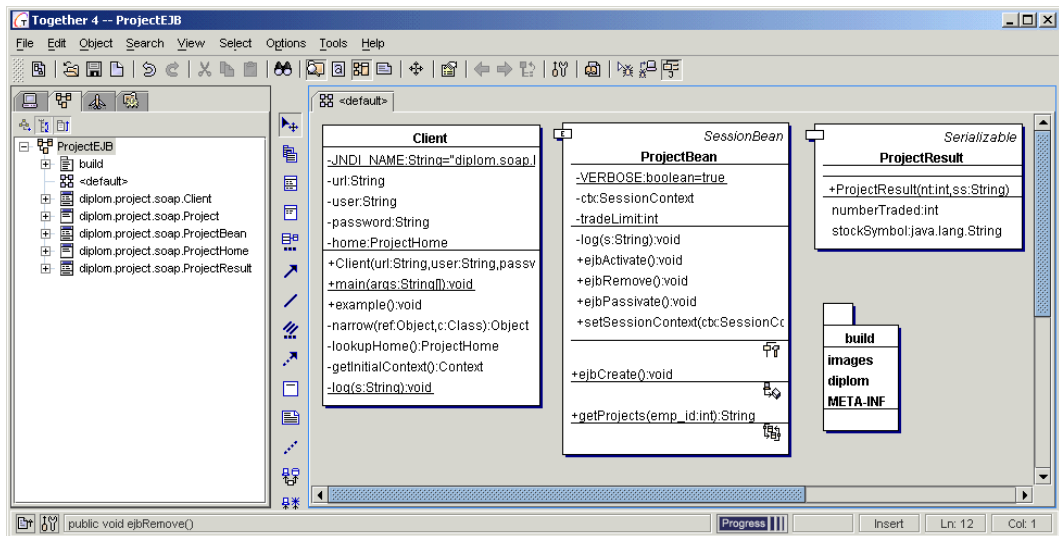 Together 4 -- ProjectEJB
File Edit Object Search View Select Options Tools Help
<default>
ProjectEJB
build
<default>
diplom.project.soap.Client
diplom.project.soap.Project
diplom.project.soap.ProjectBean
diplom.project.soap.ProjectHome
diplom.project.soap.ProjectResult
Client
-JNDI_NAME:String="diplom.soap.
-url:String
-user:String
-password:String
-home:ProjectHome
+Client(url:String,user:String,passv
+main(args:String[]):void
+example():void
-narrow(ref:Object,c:Class):Object
-lookupHome():ProjectHome
-getInitialContext():Context
-log(s:String):void
SessionBean
ProjectBean
-VERBOSE:boolean=true
-ctx:SessionContext
-tradeLimit:int
-log(s:String):void
+ejbActivate():void
+ejbRemove():void
+ejbPassivate():void
+setSessionContext(ctx:SessionCo
+ejbCreate():void
+getProjects(emp_id:int):String
Serializable
ProjectResult
+ProjectResult(nt:int,ss:String)
numberTraded:int
stockSymbol:java.lang.String
build
images
diplom
META-INF
public void ejbRemove()
Progress
Insert
Ln: 12
Col: 1